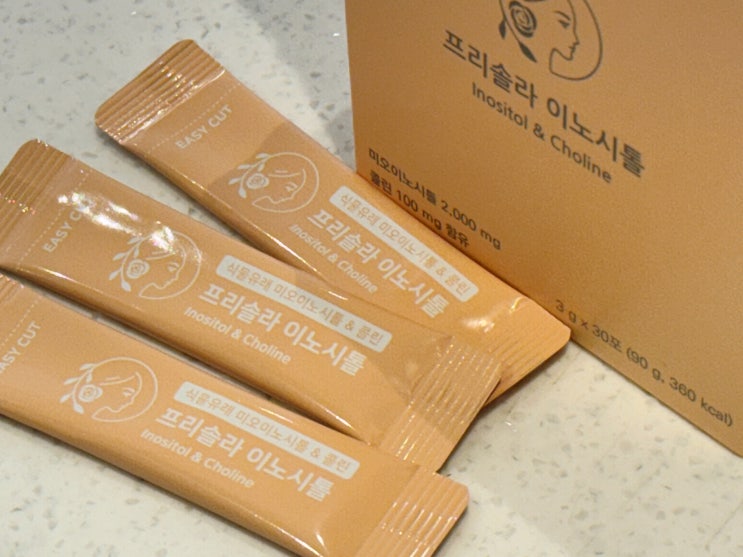 프리솔라 이노시톨
Inositol & Choline
미오이노시톨 2,000 mg
콜린 100 mg 함유
3 g x 30포 (90 g, 360 kcal)
EASY CUT
식물유래 미오이노시톨 & 콜린
프리솔라 이노시톨
Inositol & Choline
EASY CUT
식물유래 미오이노시톨 & 콜린
프리솔라 이노시톨
Inositol & Choline
EASY CUT
식물유래 미오이노시톨 & 콜린
프리솔라 이노시톨
Inositol & Choline